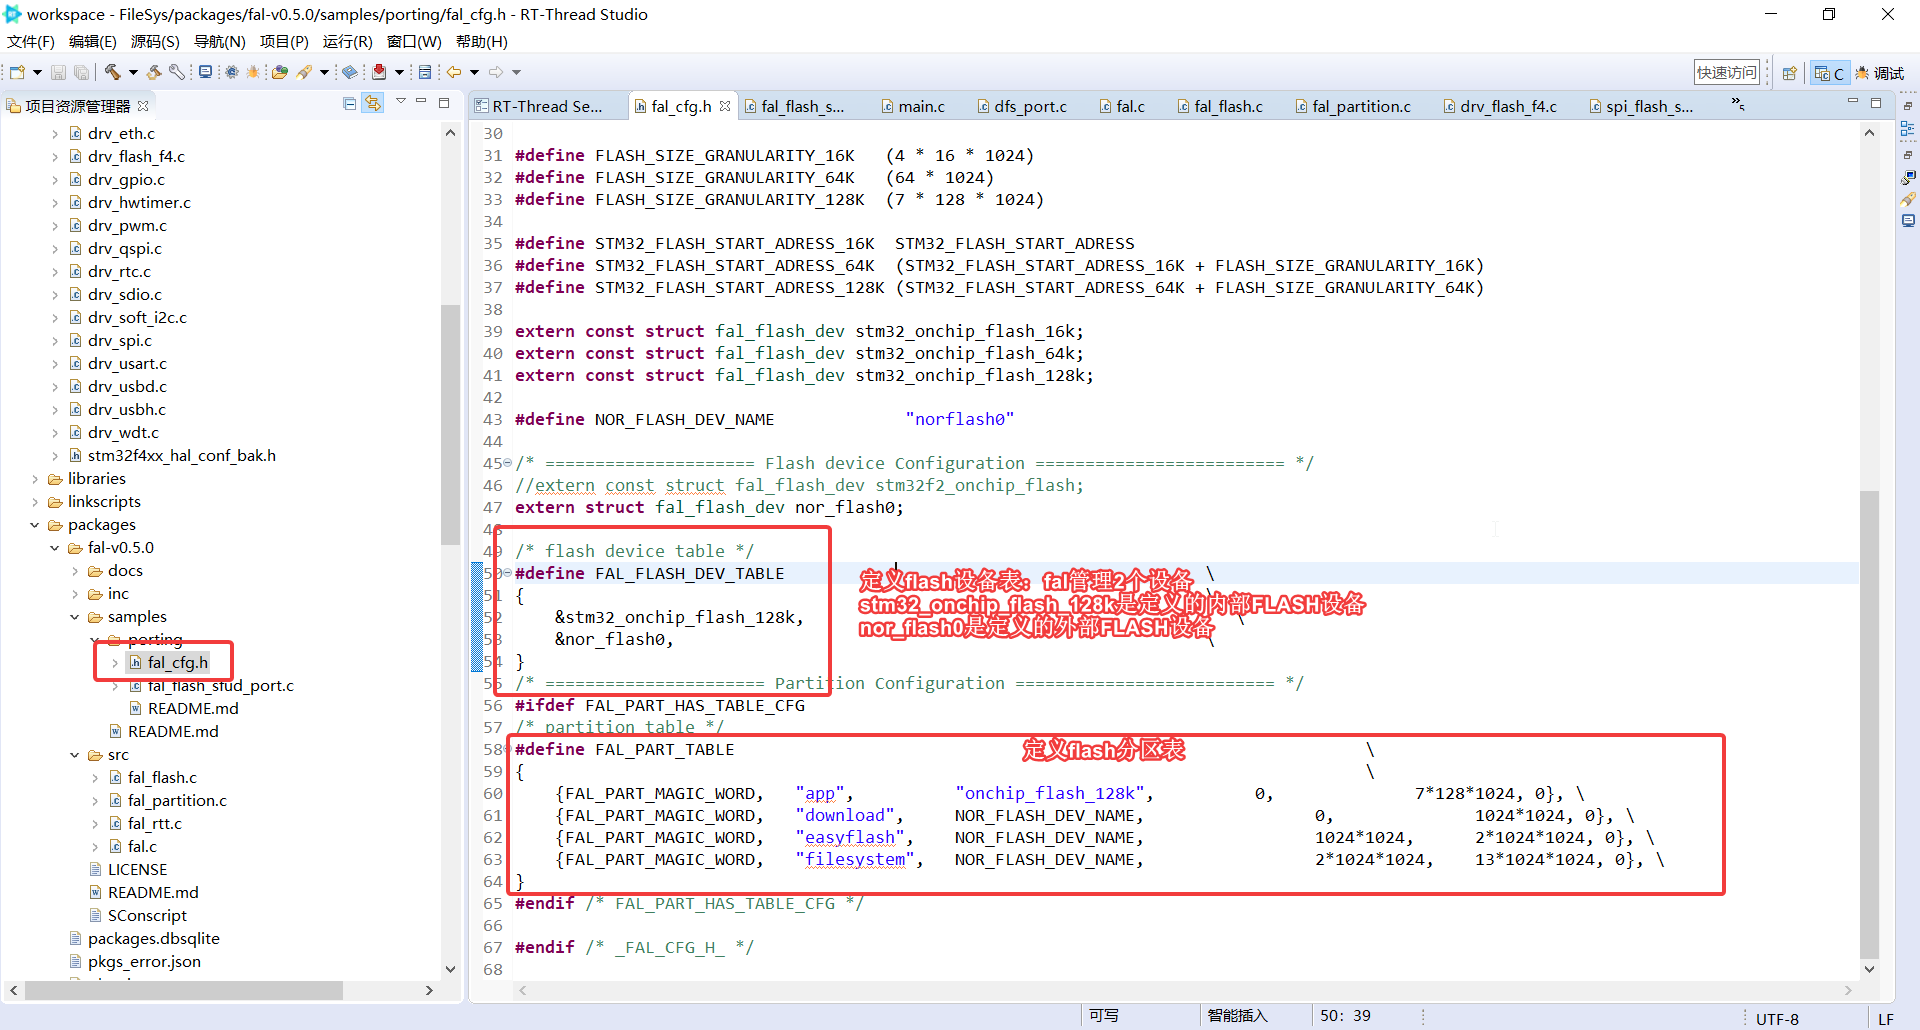 workspace - FileSys/packages/fal-v0.5.0/samples/porting/fal_cfg.h - RT-Thread Studio
文件(F) 编辑(E) 源码(S) 导航(N) 项目(P) 运行(R) 窗口(W) 帮助(H)
快速访问 C 调试
项目资源管理器
RT-Thread Se... fal_cfg.h fal_flash_s... main.c dfs_port.c fal.c fal_flash.c fal_partition.c drv_flash_f4.c spi_flash_s... »5
drv_eth.c
drv_flash_f4.c
drv_gpio.c
drv_hwtimer.c
drv_pwm.c
drv_qspi.c
drv_rtc.c
drv_sdio.c
drv_soft_i2c.c
drv_spi.c
drv_usart.c
drv_usbd.c
drv_usbh.c
drv_wdt.c
stm32f4xx_hal_conf_bak.h
libraries
linkscripts
packages
fal-v0.5.0
docs
inc
samples
porting
fal_cfg.h
fal_flash_sfud_port.c
README.md
README.md
src
fal_flash.c
fal_partition.c
fal_rtt.c
fal.c
LICENSE
README.md
SConscript
packages.dbsqlite
pkgs_error.json
30
31 #define FLASH_SIZE_GRANULARITY_16K (4 * 16 * 1024)
32 #define FLASH_SIZE_GRANULARITY_64K (64 * 1024)
33 #define FLASH_SIZE_GRANULARITY_128K (7 * 128 * 1024)
34
35 #define STM32_FLASH_START_ADRESS_16K STM32_FLASH_START_ADRESS
36 #define STM32_FLASH_START_ADRESS_64K (STM32_FLASH_START_ADRESS_16K + FLASH_SIZE_GRANULARITY_16K)
37 #define STM32_FLASH_START_ADRESS_128K (STM32_FLASH_START_ADRESS_64K + FLASH_SIZE_GRANULARITY_64K)
38
39 extern const struct fal_flash_dev stm32_onchip_flash_16k;
40 extern const struct fal_flash_dev stm32_onchip_flash_64k;
41 extern const struct fal_flash_dev stm32_onchip_flash_128k;
42
43 #define NOR_FLASH_DEV_NAME "norflash0"
44
45 /* ===================== Flash device Configuration ========================= */
46 //extern const struct fal_flash_dev stm32f2_onchip_flash;
47 extern struct fal_flash_dev nor_flash0;
48
49 /* flash device table */
50 #define FAL_FLASH_DEV_TABLE \
51 { \
52 &stm32_onchip_flash_128k, \
53 &nor_flash0, \
54 }
定义flash设备表：fal管理2个设备
stm32_onchip_flash_128k是定义的内部FLASH设备
nor_flash0是定义的外部FLASH设备
55 /* ====================== Partition Configuration ========================== */
56 #ifdef FAL_PART_HAS_TABLE_CFG
57 /* partition table */
58 #define FAL_PART_TABLE \
定义flash分区表
59 { \
60 {FAL_PART_MAGIC_WORD, "app", "onchip_flash_128k", 0, 7*128*1024, 0}, \
61 {FAL_PART_MAGIC_WORD, "download", NOR_FLASH_DEV_NAME, 0, 1024*1024, 0}, \
62 {FAL_PART_MAGIC_WORD, "easyflash", NOR_FLASH_DEV_NAME, 1024*1024, 2*1024*1024, 0}, \
63 {FAL_PART_MAGIC_WORD, "filesystem", NOR_FLASH_DEV_NAME, 2*1024*1024, 13*1024*1024, 0}, \
64 }
65 #endif /* FAL_PART_HAS_TABLE_CFG */
66
67 #endif /* _FAL_CFG_H_ */
68
可写 智能插入 50: 39 UTF-8 LF